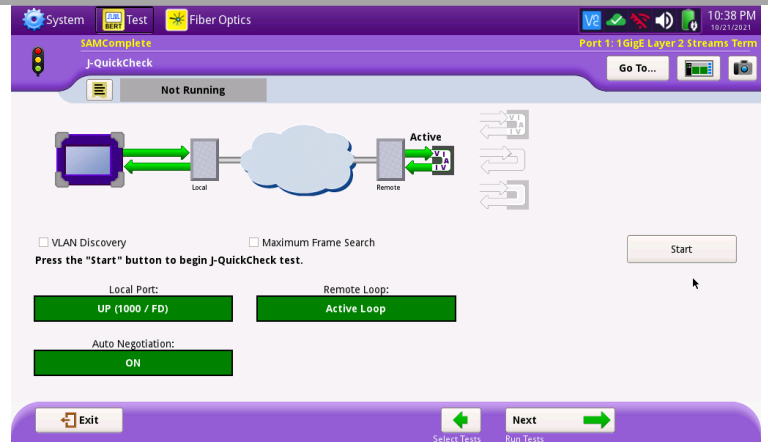 System
BERT
Test
Fiber Optics
V2
10:38 PM
10/21/2021
SAMComplete
Port 1: 1GigE Layer 2 Streams Term
J-QuickCheck
Go To...
Not Running
Active
VIAVI
Local
Remote
VLAN Discovery
Maximum Frame Search
Start
Press the "Start" button to begin J-QuickCheck test.
Local Port:
Remote Loop:
UP (1000 / FD)
Active Loop
Auto Negotiation:
ON
Exit
Next
Select Tests
Run Tests